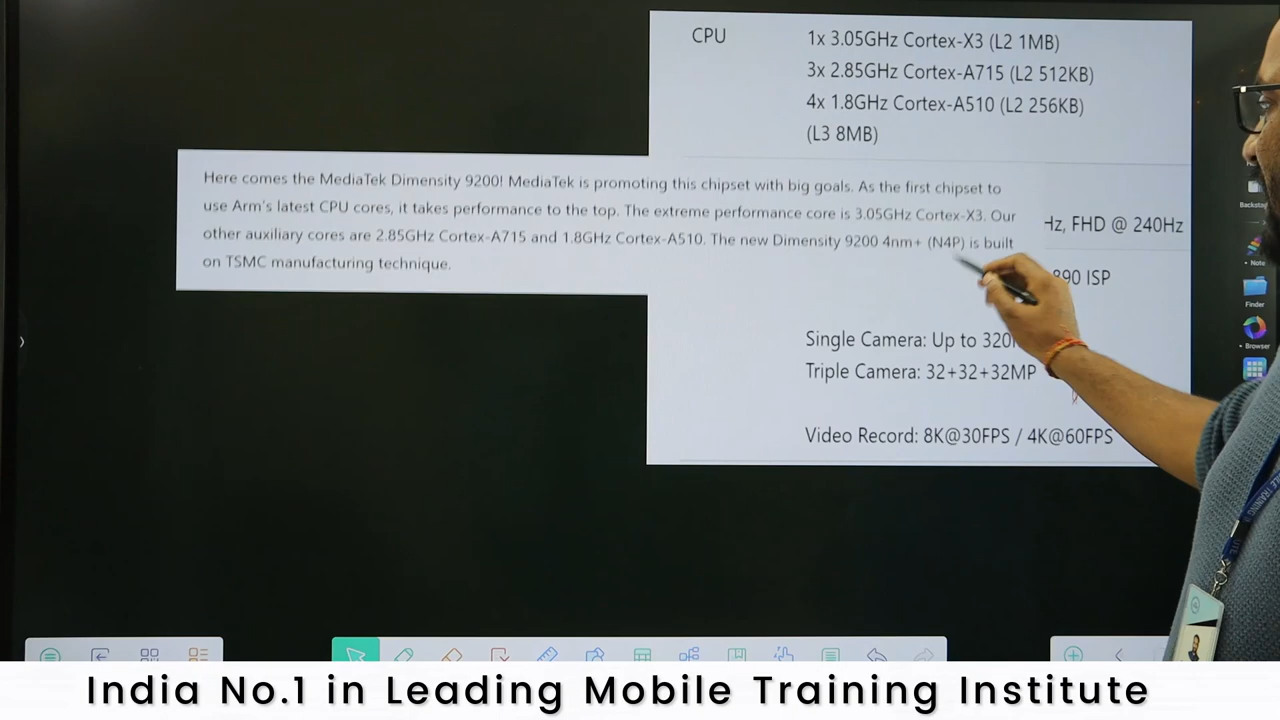 CPU
1x 3.05GHz Cortex-X3 (L2 1MB)
3x 2.85GHz Cortex-A715 (L2 512KB)
4x 1.8GHz Cortex-A510 (L2 256KB)
(L3 8MB)
Here comes the MediaTek Dimensity 9200! MediaTek is promoting this chipset with big goals. As the first chipset to
use Arm's latest CPU cores, it takes performance to the top. The extreme performance core is 3.05GHz Cortex-X3. Our
other auxiliary cores are 2.85GHz Cortex-A715 and 1.8GHz Cortex-A510. The new Dimensity 9200 4nm+ (N4P) is built
on TSMC manufacturing technique.
Hz, FHD @ 240Hz
890 ISP
Single Camera: Up to 320
Triple Camera: 32+32+32MP
Video Record: 8K@30FPS / 4K@60FPS
Note
Finder
Browser
India No.1 in Leading Mobile Training Institute